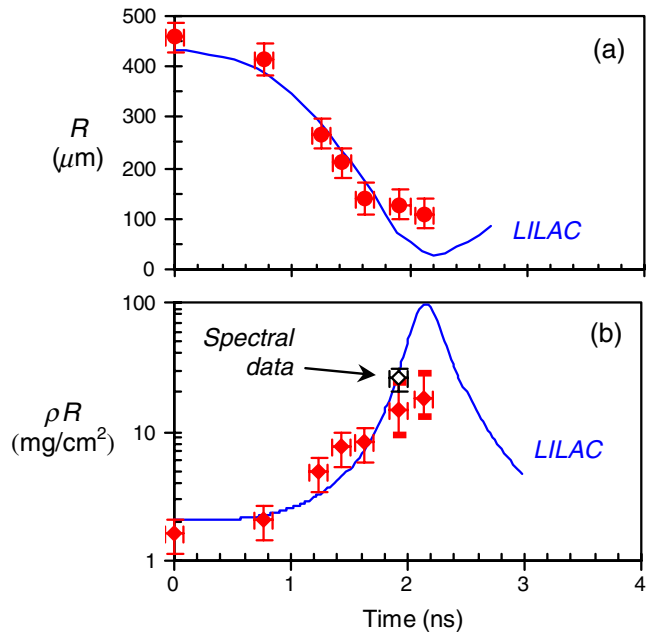 500
(a)
400
R
(μm)
300
200
100
LILAC
0
100
(b)
Spectral
data
ρR
(mg/cm²)
10
LILAC
1
0 1 2 3 4
Time (ns)